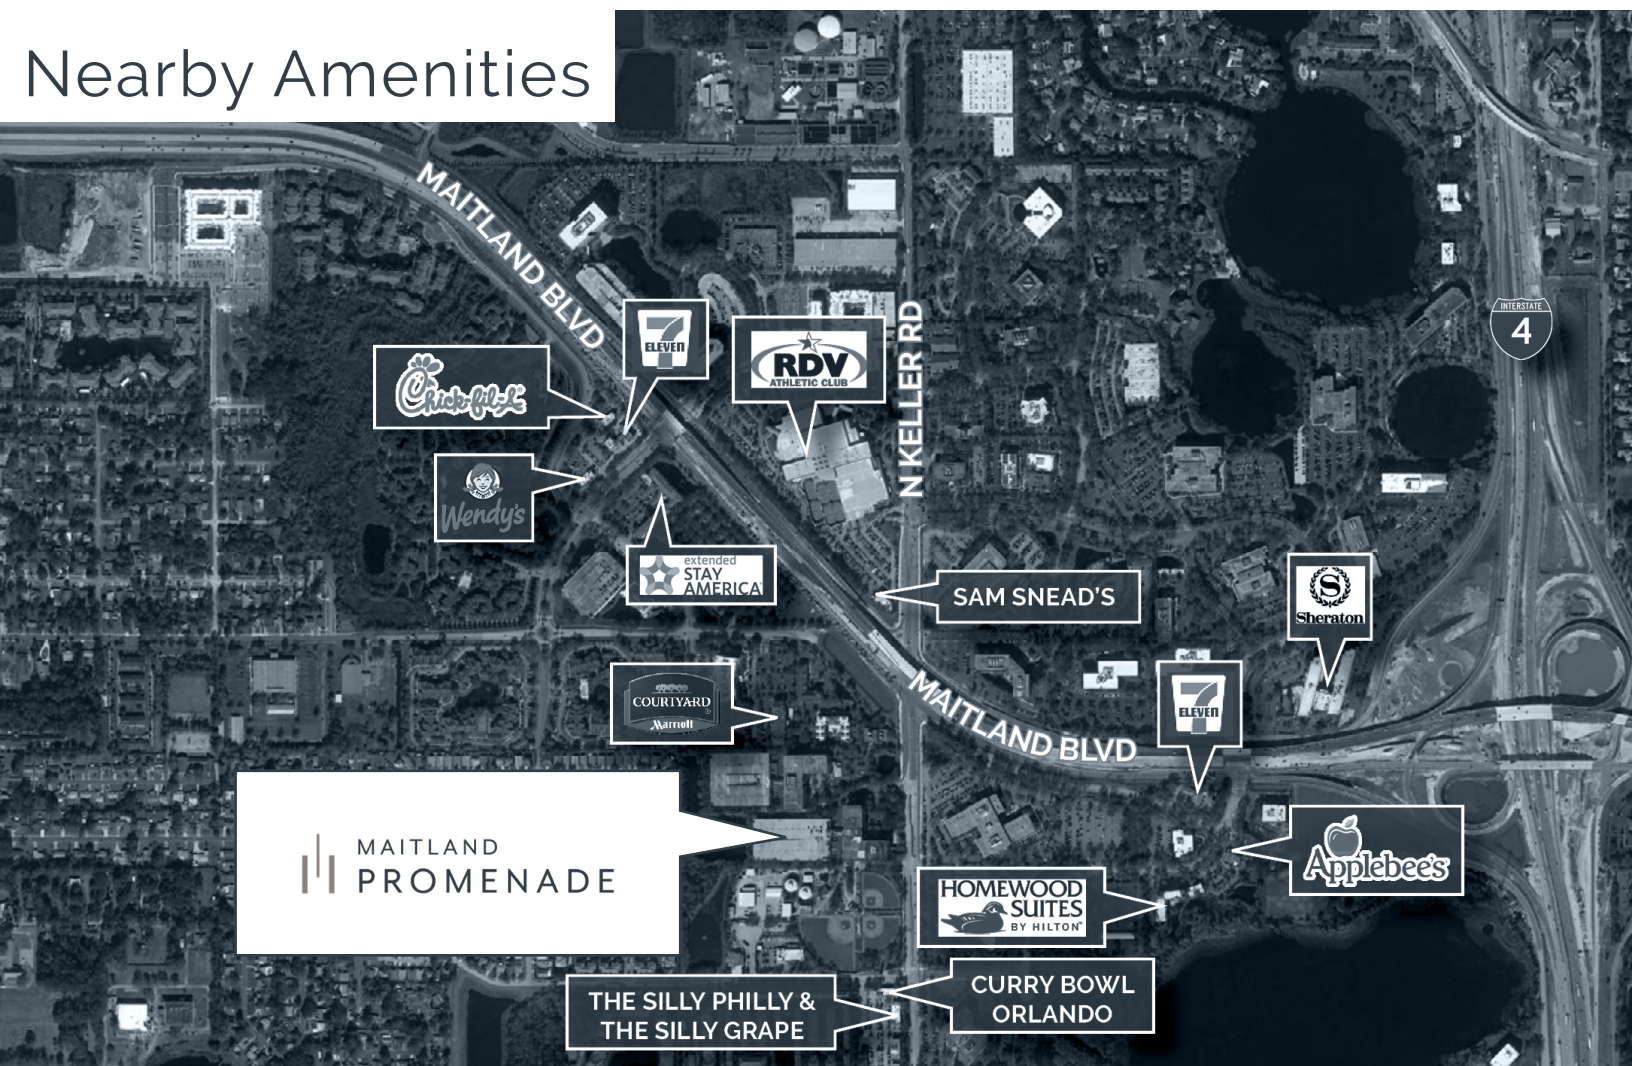 Nearby Amenities
MAITLAND BLVD
7
ELEVEN
RDV
ATHLETIC CLUB
N KELLER RD
INTERSTATE
4
Chick-fil-A
Wendy's
extended
STAY
AMERICA
SAM SNEAD'S
S
Sheraton
COURTYARD
Marriott
MAITLAND BLVD
7
ELEVEN
MAITLAND
PROMENADE
Applebee's
HOMEWOOD
SUITES
BY HILTON™
THE SILLY PHILLY &
THE SILLY GRAPE
CURRY BOWL
ORLANDO